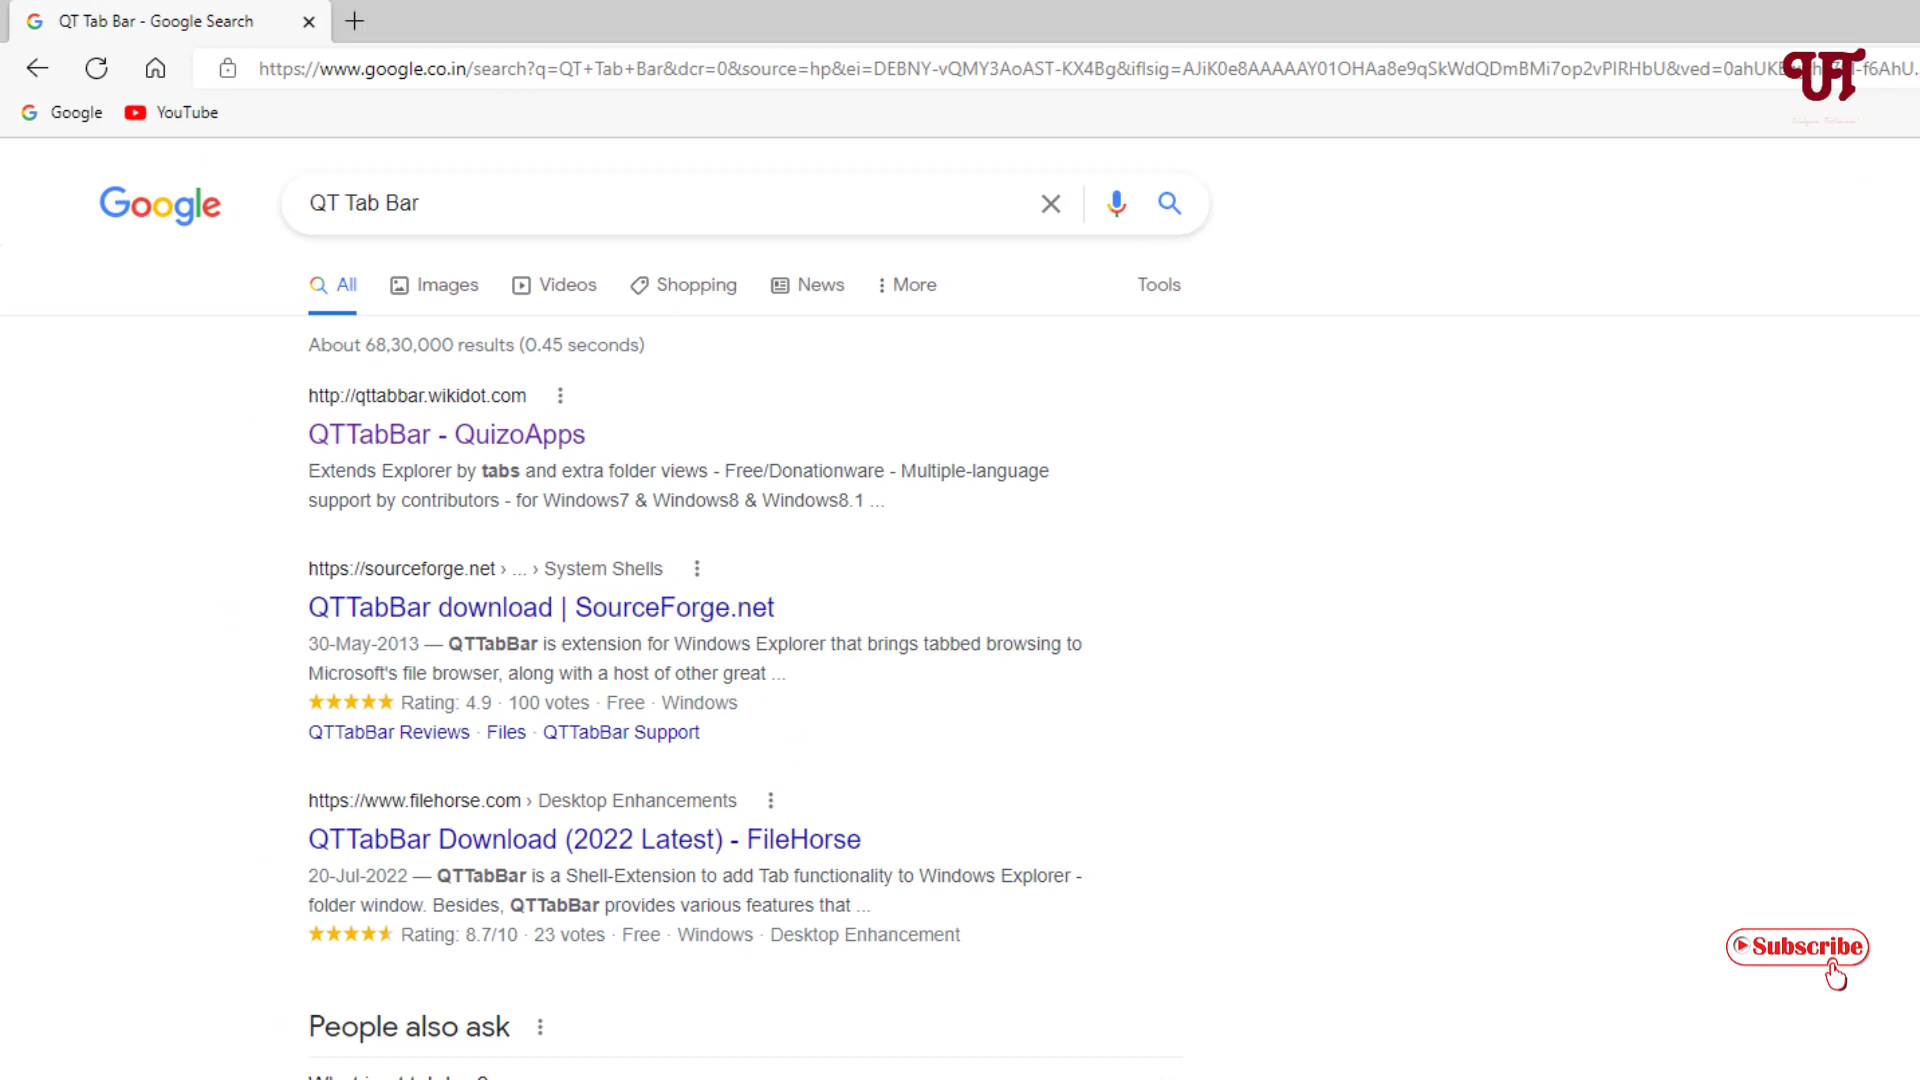 QT Tab Bar - Google Search
https://www.google.co.in/search?q=QT+Tab+Bar&dcr=0&source=hp&ei=DEBNY-vQMY3AoAST-KX4Bg&iflsig=AJiK0e8AAAAAY01OHAa8e9qSkWdQDmBMi7op2vPIRHbU&ved=0ahUKE
Google YouTube
Google
QT Tab Bar
All Images Videos Shopping News More Tools
About 68,30,000 results (0.45 seconds)
http://qttabbar.wikidot.com
QTTabBar - QuizoApps
Extends Explorer by tabs and extra folder views - Free/Donationware - Multiple-language
support by contributors - for Windows7 & Windows8 & Windows8.1 ...
https://sourceforge.net › ... › System Shells
QTTabBar download | SourceForge.net
30-May-2013 — QTTabBar is extension for Windows Explorer that brings tabbed browsing to
Microsoft's file browser, along with a host of other great ...
Rating: 4.9 · 100 votes · Free · Windows
QTTabBar Reviews · Files · QTTabBar Support
https://www.filehorse.com › Desktop Enhancements
QTTabBar Download (2022 Latest) - FileHorse
20-Jul-2022 — QTTabBar is a Shell-Extension to add Tab functionality to Windows Explorer -
folder window. Besides, QTTabBar provides various features that ...
Rating: 8.7/10 · 23 votes · Free · Windows · Desktop Enhancement
Subscribe
People also ask